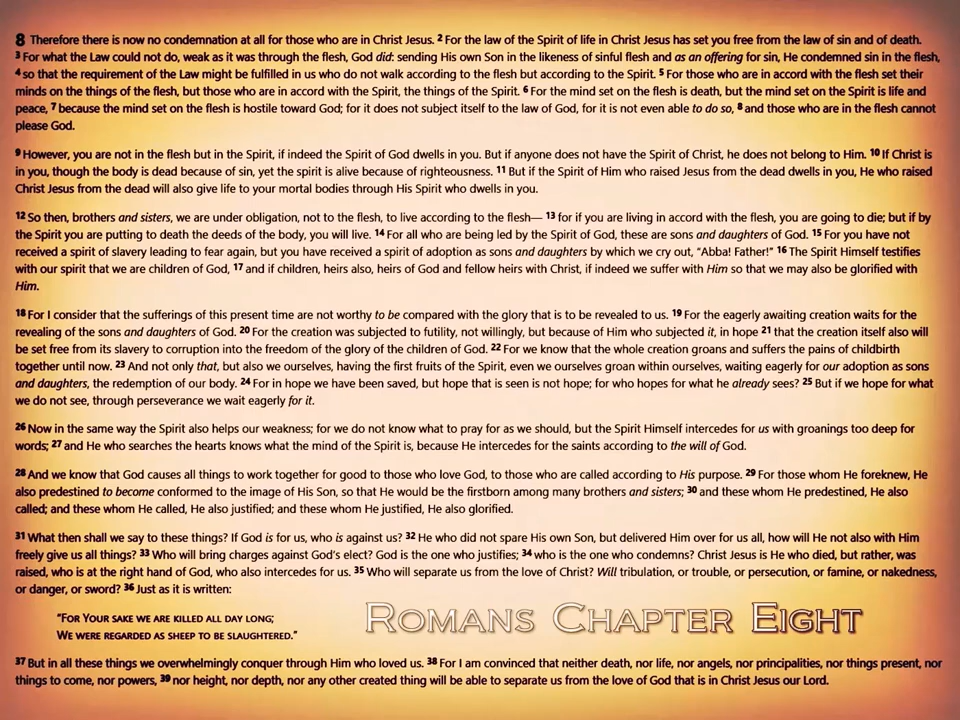 8 Therefore there is now no condemnation at all for those who are in Christ Jesus. 2 For the law of the Spirit of life in Christ Jesus has set you free from the law of sin and of death.
3 For what the Law could not do, weak as it was through the flesh, God did: sending His own Son in the likeness of sinful flesh and as an offering for sin, He condemned sin in the flesh,
4 so that the requirement of the Law might be fulfilled in us who do not walk according to the flesh but according to the Spirit. 5 For those who are in accord with the flesh set their
minds on the things of the flesh, but those who are in accord with the Spirit, the things of the Spirit. 6 For the mind set on the flesh is death, but the mind set on the Spirit is life and
peace, 7 because the mind set on the flesh is hostile toward God; for it does not subject itself to the law of God, for it is not even able to do so, 8 and those who are in the flesh cannot
please God.
9 However, you are not in the flesh but in the Spirit, if indeed the Spirit of God dwells in you. But if anyone does not have the Spirit of Christ, he does not belong to Him. 10 If Christ is
in you, though the body is dead because of sin, yet the spirit is alive because of righteousness. 11 But if the Spirit of Him who raised Jesus from the dead dwells in you, He who raised
Christ Jesus from the dead will also give life to your mortal bodies through His Spirit who dwells in you.
12 So then, brothers and sisters, we are under obligation, not to the flesh, to live according to the flesh— 13 for if you are living in accord with the flesh, you are going to die; but if by
the Spirit you are putting to death the deeds of the body, you will live. 14 For all who are being led by the Spirit of God, these are sons and daughters of God. 15 For you have not
received a spirit of slavery leading to fear again, but you have received a spirit of adoption as sons and daughters by which we cry out, "Abba! Father!" 16 The Spirit Himself testifies
with our spirit that we are children of God, 17 and if children, heirs also, heirs of God and fellow heirs with Christ, if indeed we suffer with Him so that we may also be glorified with
Him.
18 For I consider that the sufferings of this present time are not worthy to be compared with the glory that is to be revealed to us. 19 For the eagerly awaiting creation waits for the
revealing of the sons and daughters of God. 20 For the creation was subjected to futility, not willingly, but because of Him who subjected it, in hope 21 that the creation itself also will
be set free from its slavery to corruption into the freedom of the glory of the children of God. 22 For we know that the whole creation groans and suffers the pains of childbirth
together until now. 23 And not only that, but also we ourselves, having the first fruits of the Spirit, even we ourselves groan within ourselves, waiting eagerly for our adoption as sons
and daughters, the redemption of our body. 24 For in hope we have been saved, but hope that is seen is not hope; for who hopes for what he already sees? 25 But if we hope for what
we do not see, through perseverance we wait eagerly for it.
26 Now in the same way the Spirit also helps our weakness; for we do not know what to pray for as we should, but the Spirit Himself intercedes for us with groanings too deep for
words; 27 and He who searches the hearts knows what the mind of the Spirit is, because He intercedes for the saints according to the will of God.
28 And we know that God causes all things to work together for good to those who love God, to those who are called according to His purpose. 29 For those whom He foreknew, He
also predestined to become conformed to the image of His Son, so that He would be the firstborn among many brothers and sisters; 30 and these whom He predestined, He also
called; and these whom He called, He also justified; and these whom He justified, He also glorified.
31 What then shall we say to these things? If God is for us, who is against us? 32 He who did not spare His own Son, but delivered Him over for us all, how will He not also with Him
freely give us all things? 33 Who will bring charges against God's elect? God is the one who justifies; 34 who is the one who condemns? Christ Jesus is He who died, but rather, was
raised, who is at the right hand of God, who also intercedes for us. 35 Who will separate us from the love of Christ? Will tribulation, or trouble, or persecution, or famine, or nakedness,
or danger, or sword? 36 Just as it is written:
"For Your sake we are killed all day long;
We were regarded as sheep to be slaughtered."
Romans Chapter Eight
37 But in all these things we overwhelmingly conquer through Him who loved us. 38 For I am convinced that neither death, nor life, nor angels, nor principalities, nor things present, nor
things to come, nor powers, 39 nor height, nor depth, nor any other created thing will be able to separate us from the love of God that is in Christ Jesus our Lord.